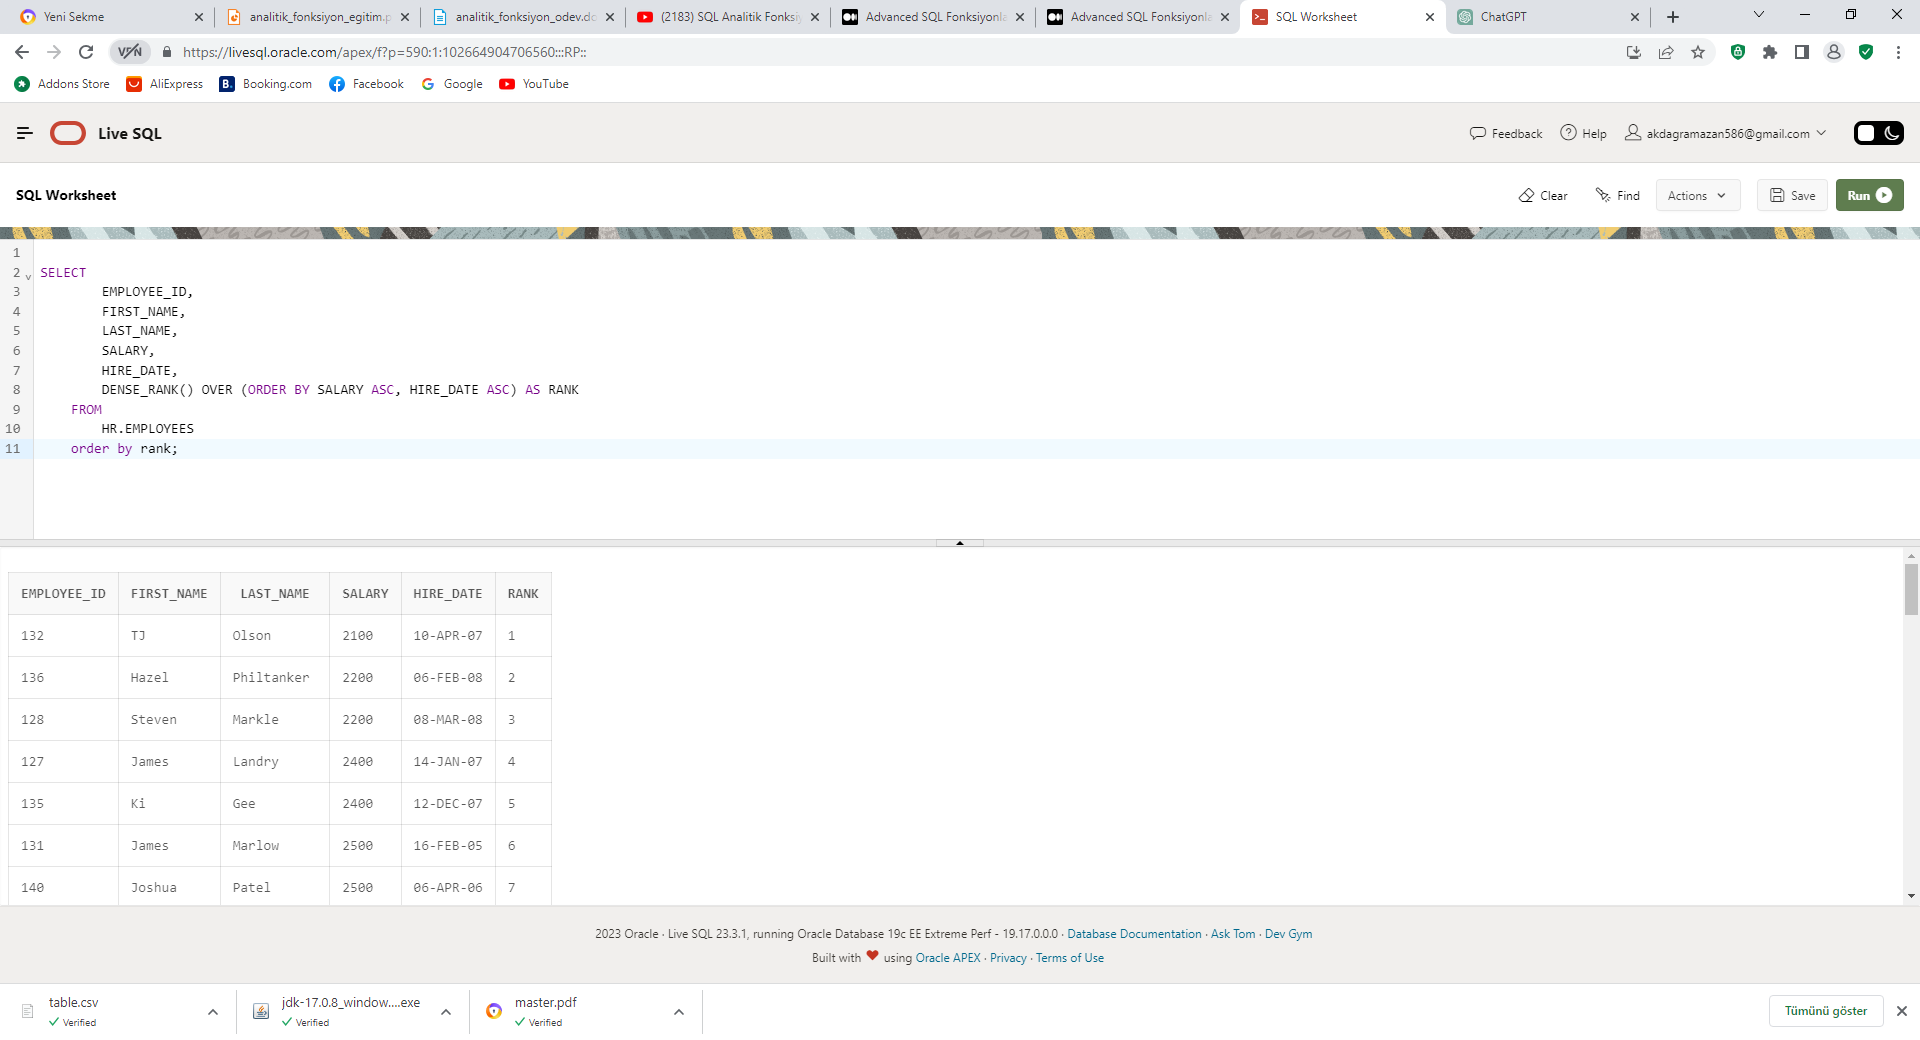 Yeni Sekme
analitik_fonksiyon_egitim.p
analitik_fonksiyon_odev.do
(2183) SQL Analitik Fonksiy
Advanced SQL Fonksiyonla
Advanced SQL Fonksiyonla
SQL Worksheet
ChatGPT
VPN
https://livesql.oracle.com/apex/f?p=590:1:102664904706560:::RP::
Addons Store
AliExpress
B.
Booking.com
Facebook
Google
YouTube
Live SQL
Feedback
Help
akdagramazan586@gmail.com
SQL Worksheet
Clear
Find
Actions
Save
Run
1
2 SELECT
3 EMPLOYEE_ID,
4 FIRST_NAME,
5 LAST_NAME,
6 SALARY,
7 HIRE_DATE,
8 DENSE_RANK() OVER (ORDER BY SALARY ASC, HIRE_DATE ASC) AS RANK
9 FROM
10 HR.EMPLOYEES
11 order by rank;
EMPLOYEE_ID FIRST_NAME LAST_NAME SALARY HIRE_DATE RANK
132 TJ Olson 2100 10-APR-07 1
136 Hazel Philtanker 2200 06-FEB-08 2
128 Steven Markle 2200 08-MAR-08 3
127 James Landry 2400 14-JAN-07 4
135 Ki Gee 2400 12-DEC-07 5
131 James Marlow 2500 16-FEB-05 6
140 Joshua Patel 2500 06-APR-06 7
2023 Oracle · Live SQL 23.3.1, running Oracle Database 19c EE Extreme Perf - 19.17.0.0.0 · Database Documentation · Ask Tom · Dev Gym
Built with ❤ using Oracle APEX · Privacy · Terms of Use
table.csv
Verified
jdk-17.0.8_window....exe
Verified
master.pdf
Verified
Tümünü göster